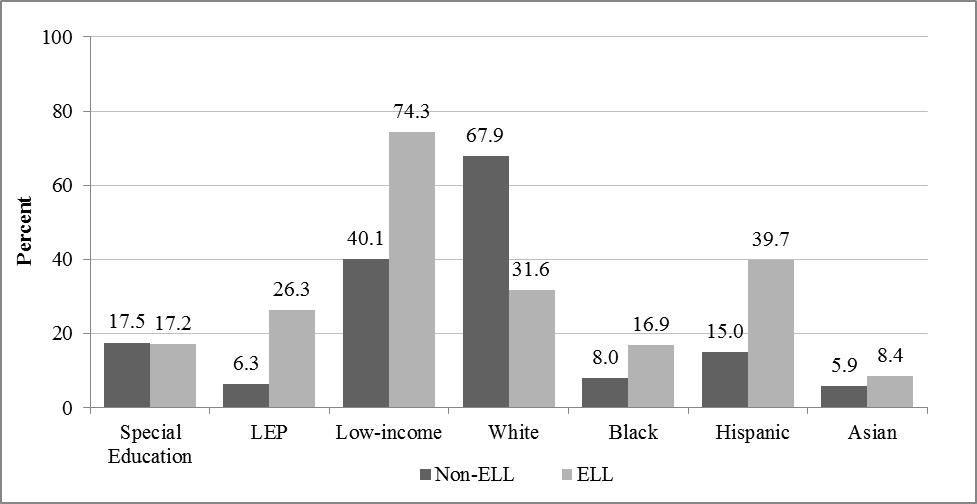 100
80
60
40
20
0
Percent
17.5 17.2
6.3 26.3
40.1 74.3
67.9 31.6
8.0 16.9
15.0 39.7
5.9 8.4
Special
Education
LEP
Low-income
White
Black
Hispanic
Asian
Non-ELL ELL